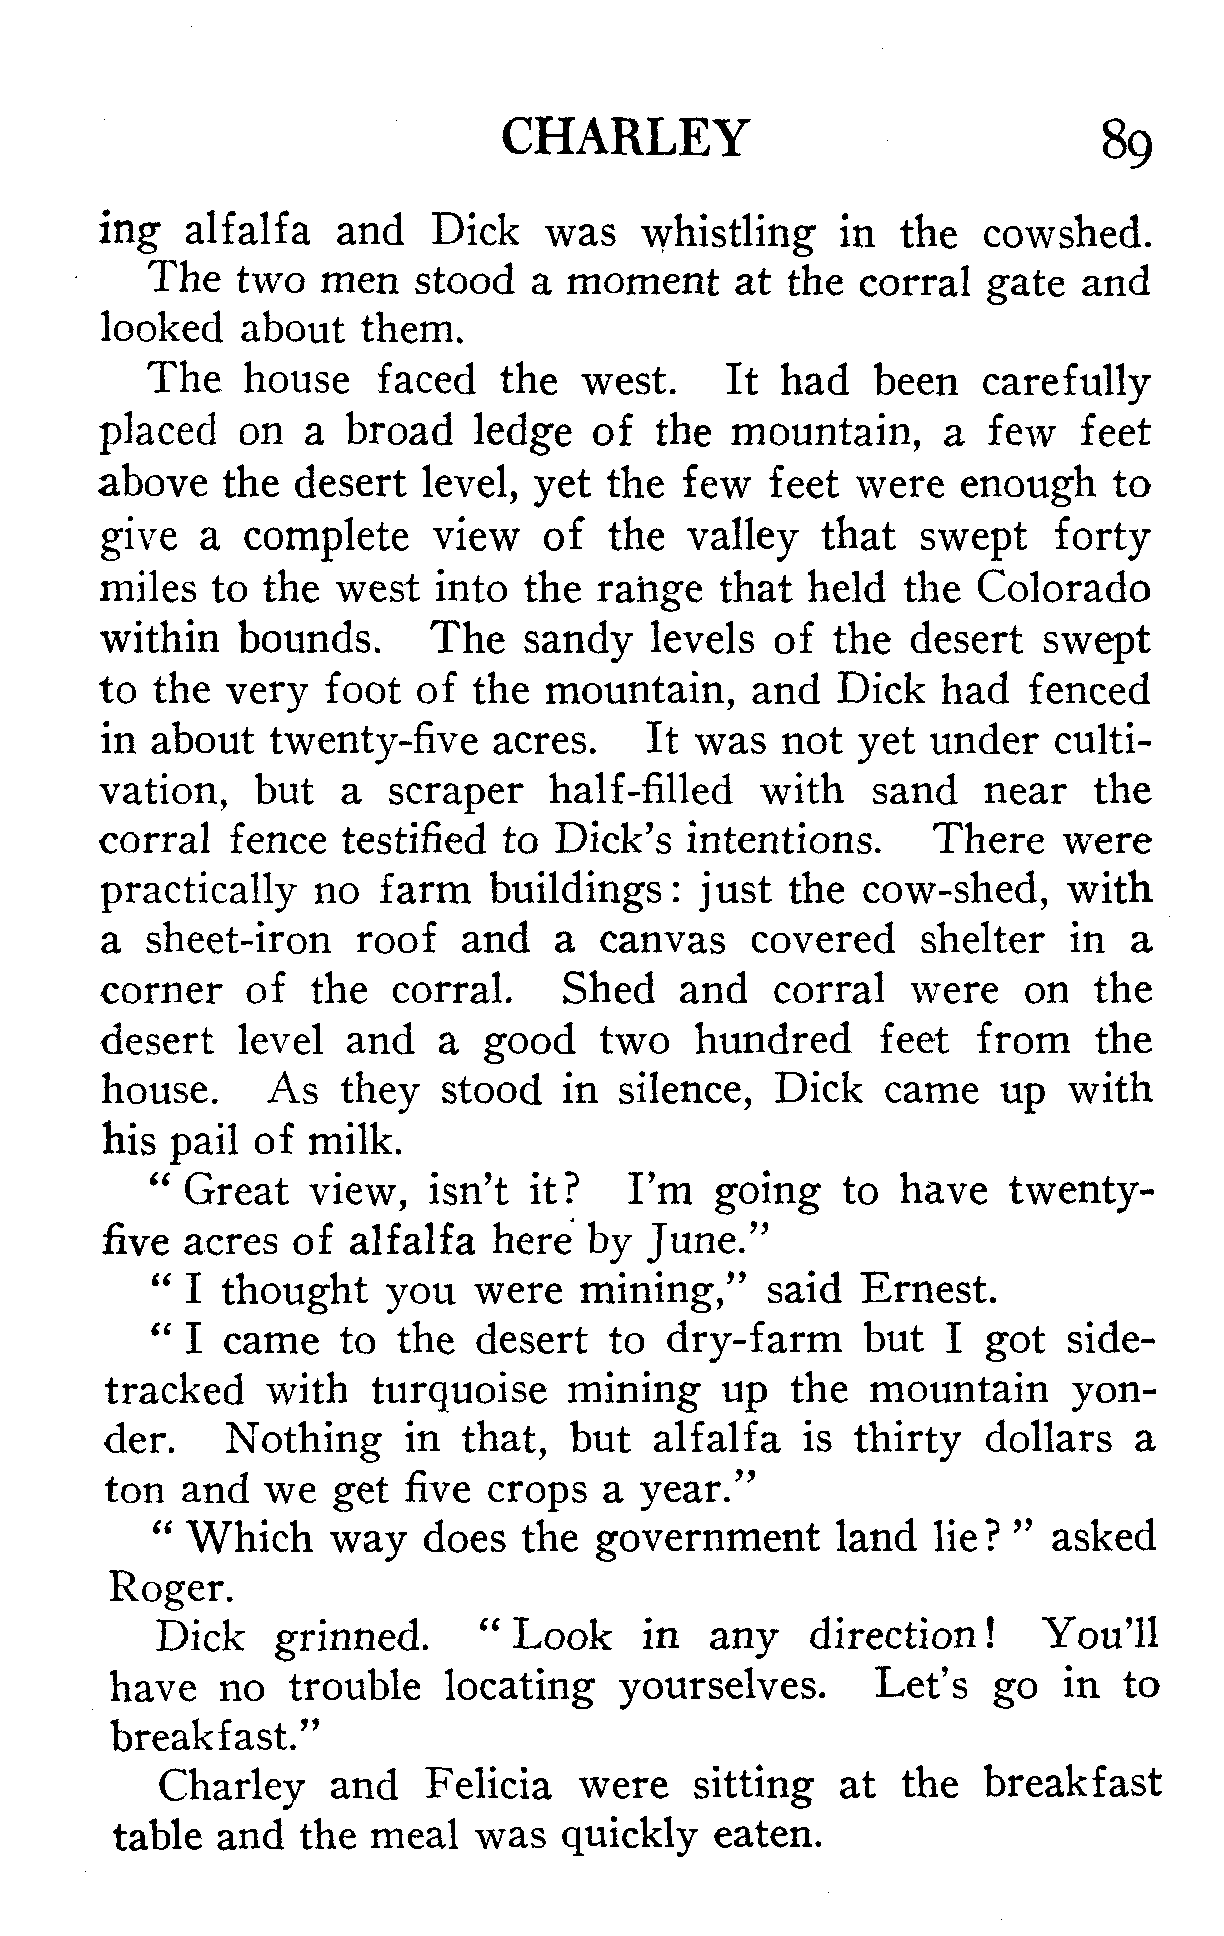 CHARLEY 89
ing alfalfa and Dick was whistling in the cowshed.
The two men stood a moment at the corral gate and
looked about them.
The house faced the west. It had been carefully
placed on a broad ledge of the mountain, a few feet
above the desert level, yet the few feet were enough to
give a complete view of the valley that swept forty
miles to the west into the range that held the Colorado
within bounds. The sandy levels of the desert swept
to the very foot of the mountain, and Dick had fenced
in about twenty-five acres. It was not yet under culti-
vation, but a scraper half-filled with sand near the
corral fence testified to Dick's intentions. There were
practically no farm buildings: just the cow-shed, with
a sheet-iron roof and a canvas covered shelter in a
corner of the corral. Shed and corral were on the
desert level and a good two hundred feet from the
house. As they stood in silence, Dick came up with
his pail of milk.
" Great view, isn't it? I'm going to have twenty-
five acres of alfalfa here by June."
" I thought you were mining," said Ernest.
" I came to the desert to dry-farm but I got side-
tracked with turquoise mining up the mountain yon-
der. Nothing in that, but alfalfa is thirty dollars a
ton and we get five crops a year."
" Which way does the government land lie? " asked
Roger.
Dick grinned. " Look in any direction! You'll
have no trouble locating yourselves. Let's go in to
breakfast."
Charley and Felicia were sitting at the breakfast
table and the meal was quickly eaten.